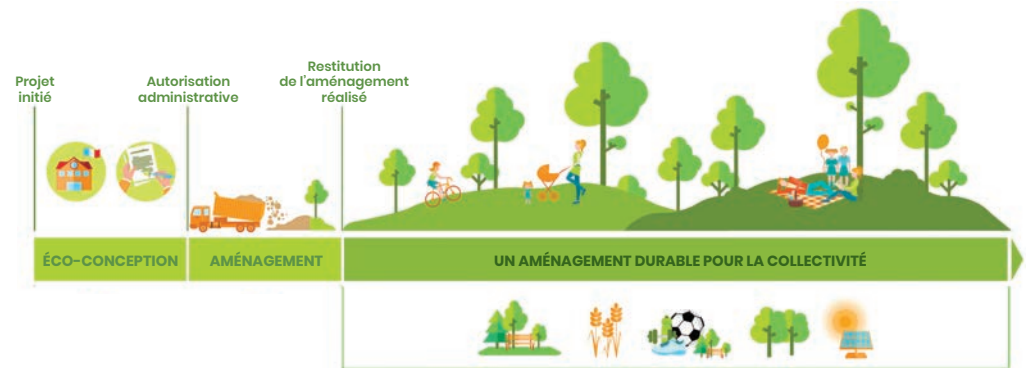 Projet
initié
Autorisation
administrative
Restitution
de l'aménagement
réalisé
ÉCO-CONCEPTION
AMÉNAGEMENT
UN AMÉNAGEMENT DURABLE POUR LA COLLECTIVITÉ